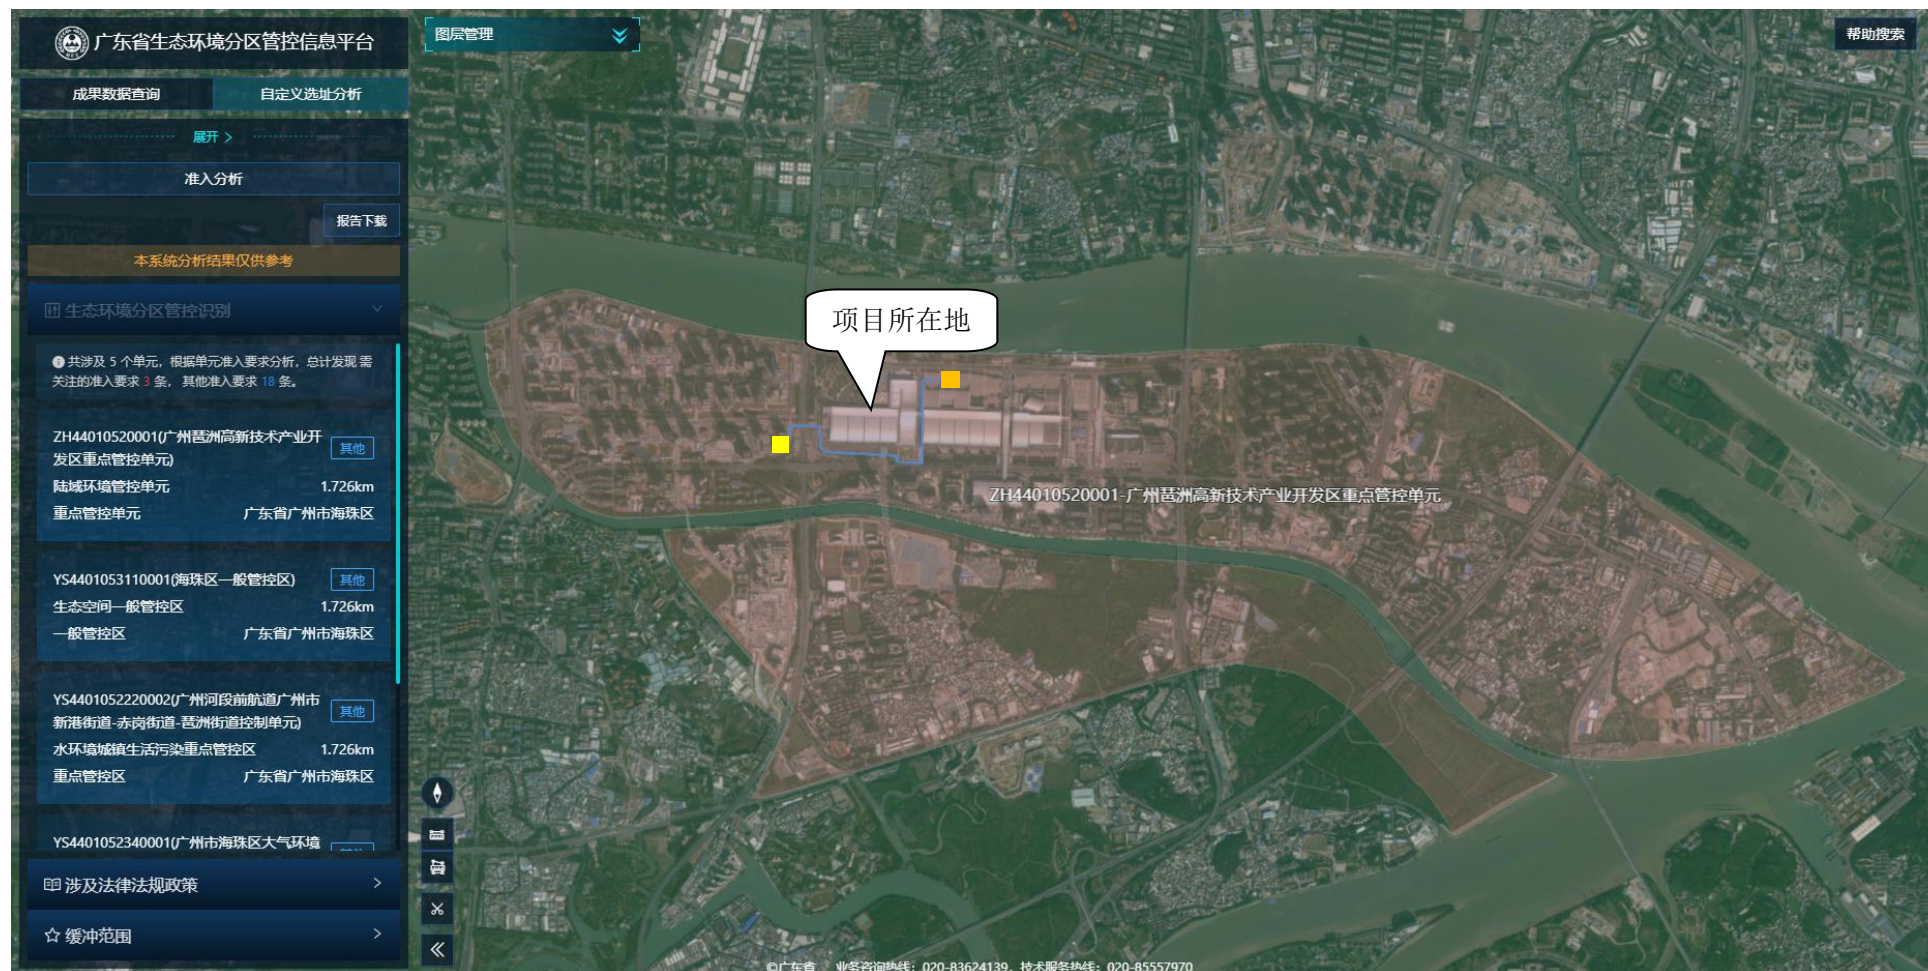 广东省生态环境分区管控信息平台
成果数据查询
自定义选址分析
展开 >
准入分析
报告下载
本系统分析结果仅供参考
生态环境分区管控识别
共涉及 5 个单元，根据单元准入要求分析，总计发现 需
关注的准入要求 3 条， 其他准入要求 18 条。
ZH44010520001(广州琶洲高新技术产业开
发区重点管控单元)
其他
陆域环境管控单元
1.726km
重点管控单元
广东省广州市海珠区
YS4401053110001(海珠区一般管控区)
其他
生态空间一般管控区
1.726km
一般管控区
广东省广州市海珠区
YS4401052220002(广州河段前航道广州市
新港街道-赤岗街道-琶洲街道控制单元)
其他
水环境城镇生活污染重点管控区
1.726km
重点管控区
广东省广州市海珠区
YS4401052340001(广州市海珠区大气环境
涉及法律法规政策
缓冲范围
图层管理
帮助搜索
项目所在地
ZH44010520001-广州琶洲高新技术产业开发区重点管控单元
©广东省 业务咨询热线：020-83624139，技术服务热线：020-85557970